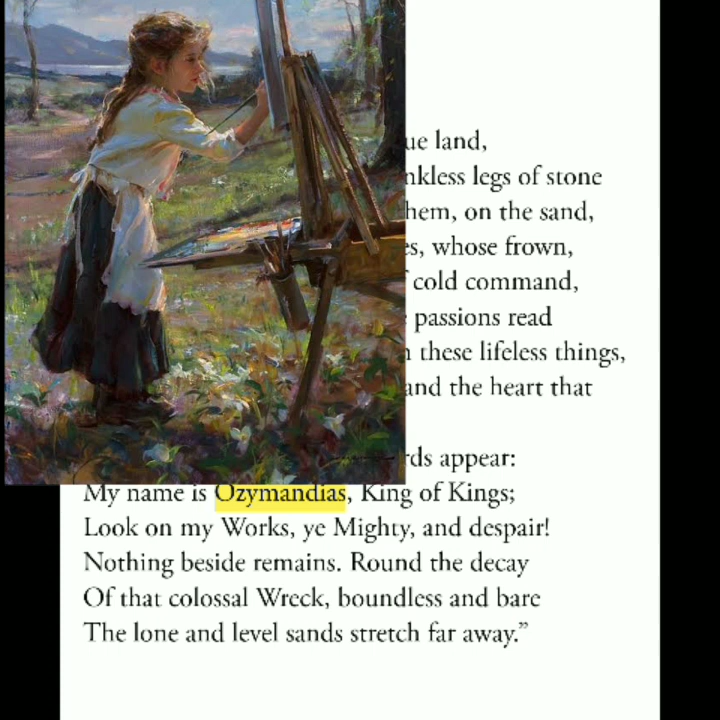 ue land,
nkless legs of stone
hem, on the sand,
es, whose frown,
cold command,
passions read
these lifeless things,
and the heart that
rds appear:
My name is Ozymandias, King of Kings;
Look on my Works, ye Mighty, and despair!
Nothing beside remains. Round the decay
Of that colossal Wreck, boundless and bare
The lone and level sands stretch far away.”